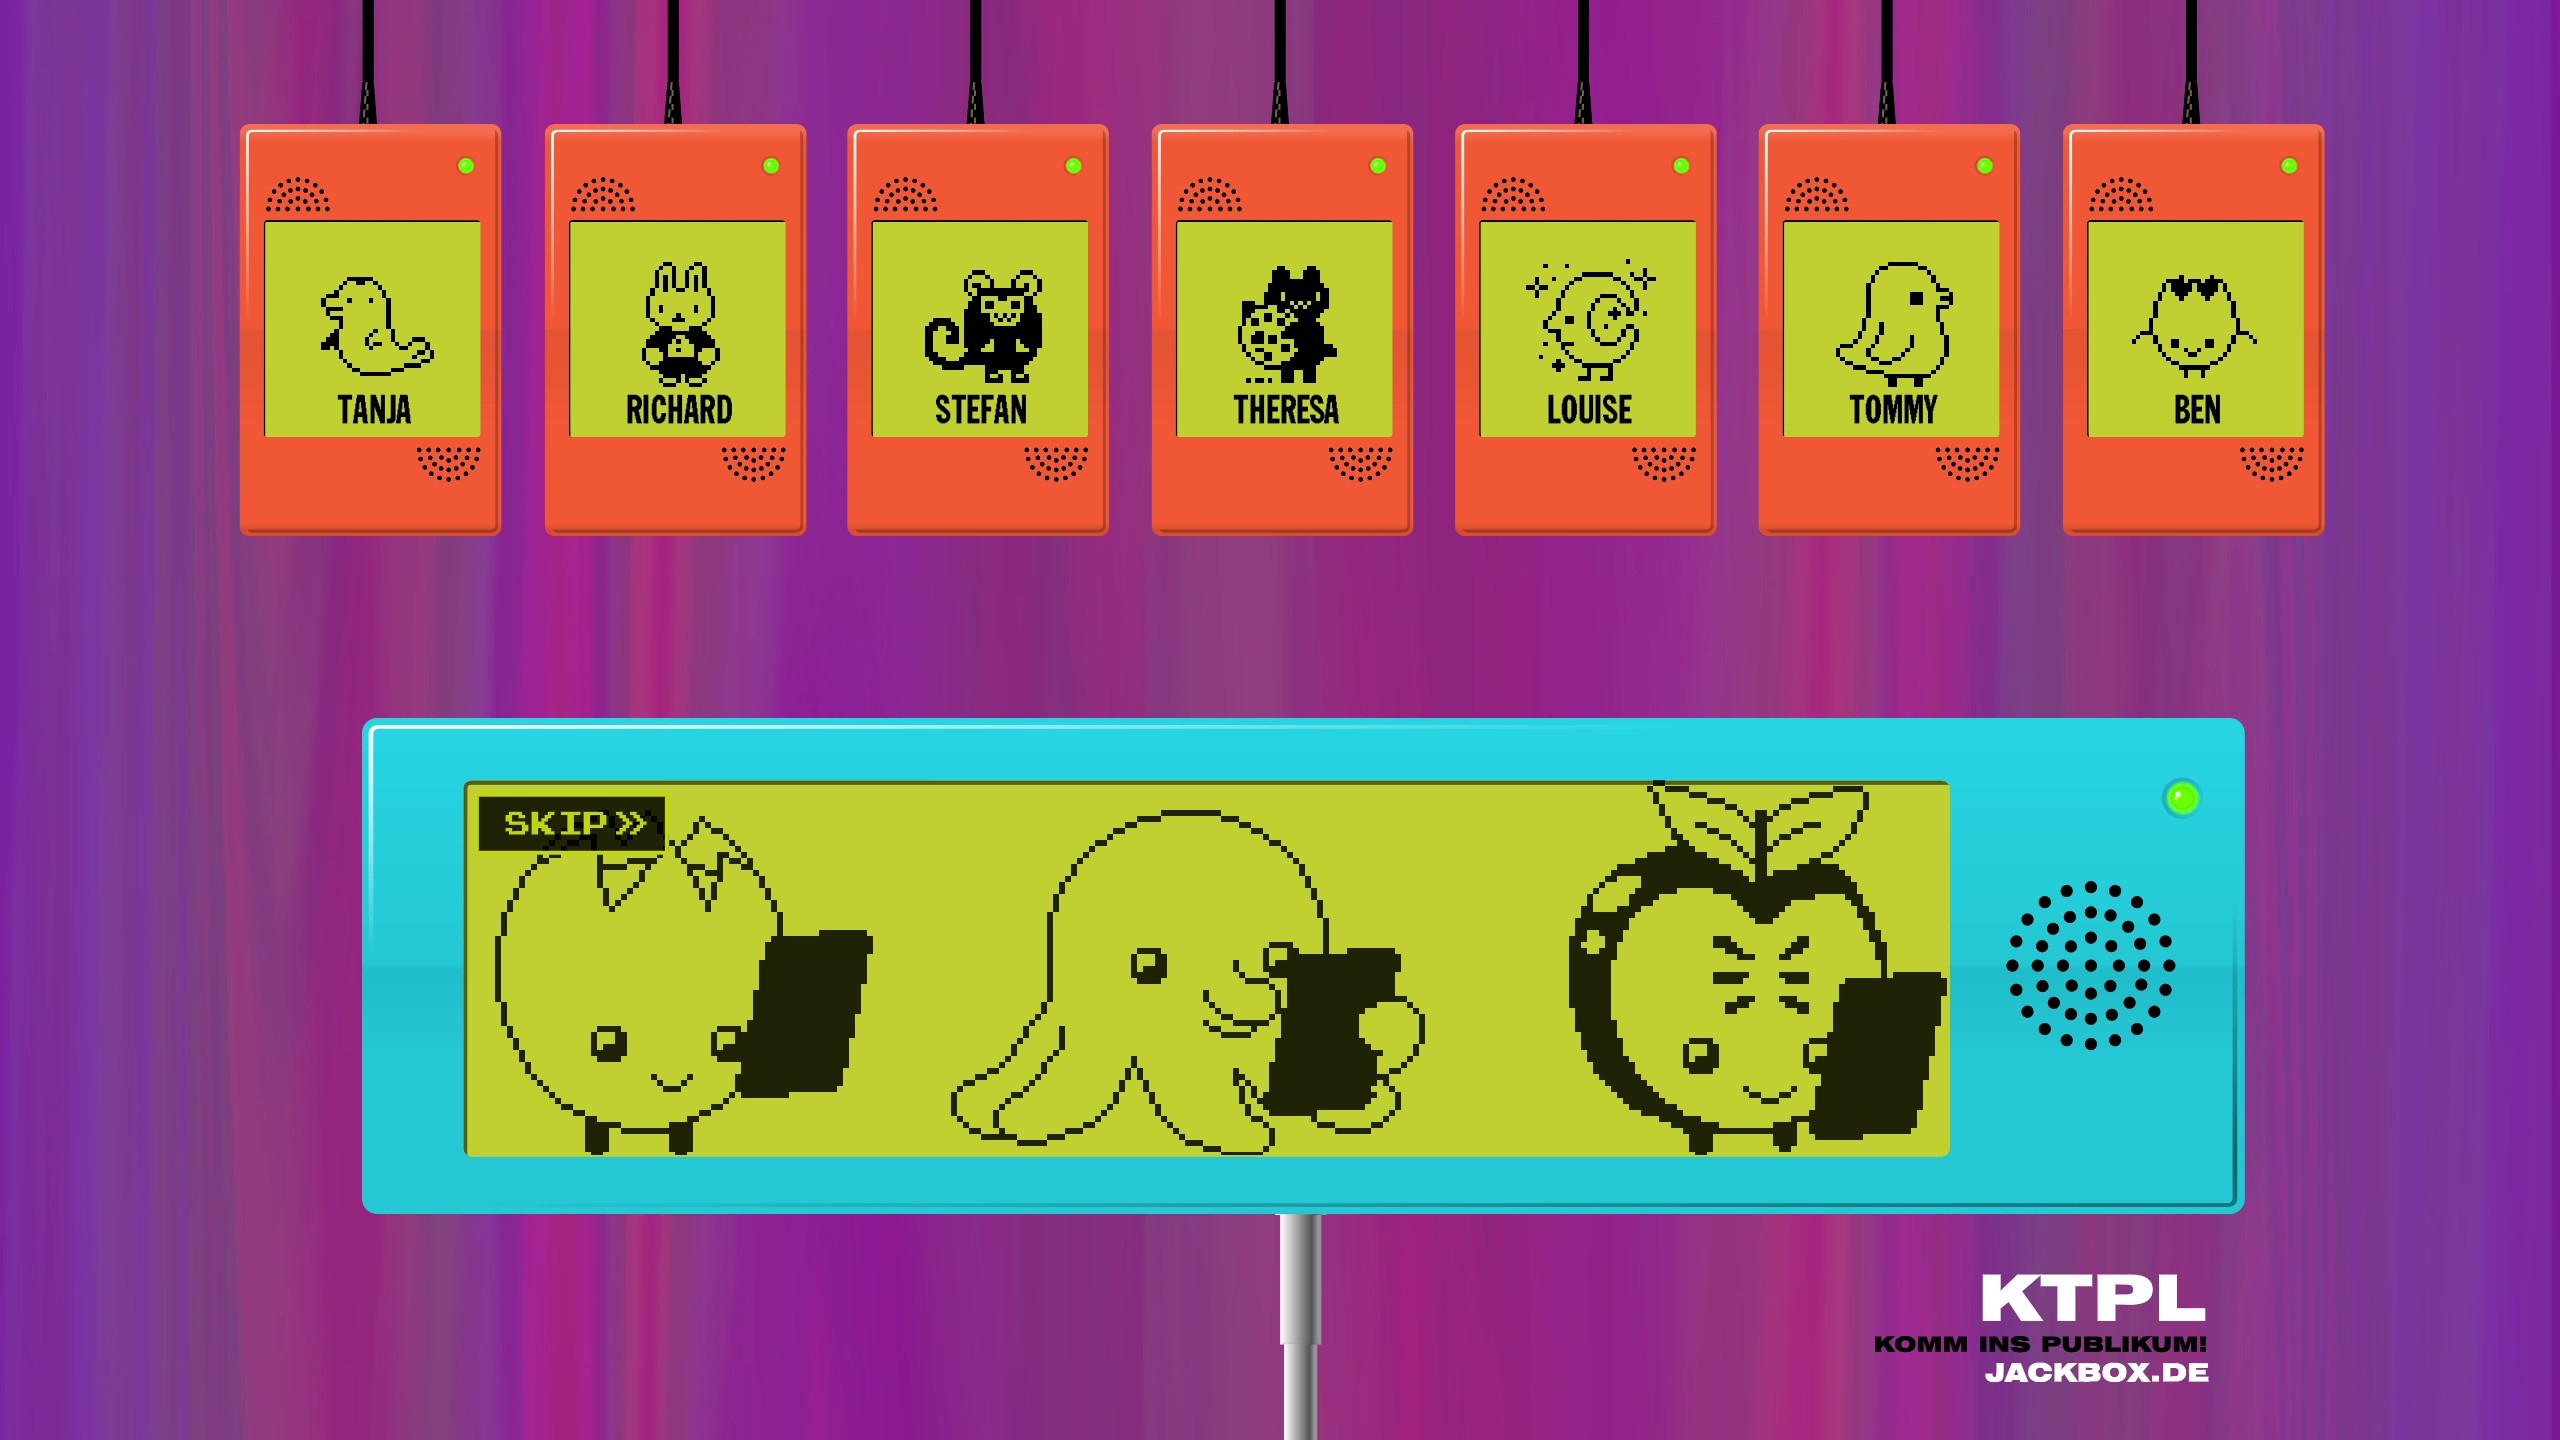 TANJA
RICHARD
STEFAN
THERESA
LOUISE
TOMMY
BEN
SKIP»
KTPL
KOMM INS PUBLIKUM!
JACKBOX.DE